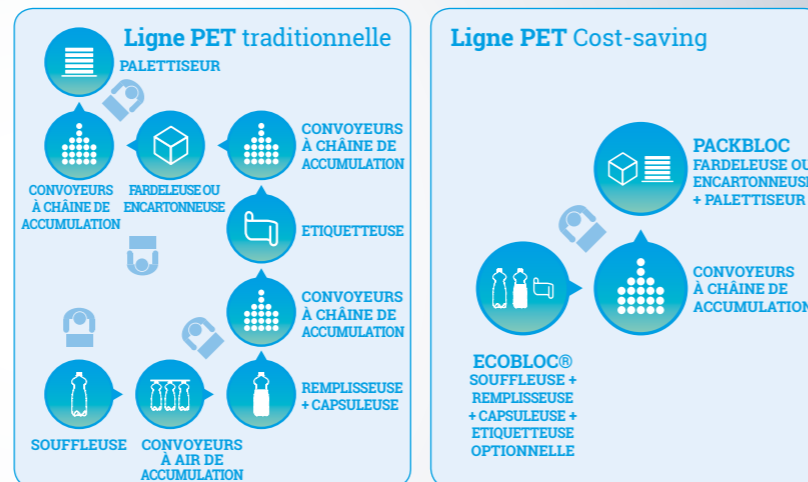 Ligne PET traditionnelle
PALETTISEUR
CONVOYEURS
À CHÂINE DE
ACCUMULATION
FARDELEUSE OU
ENCARTONNEUSE
CONVOYEURS
À CHÂINE DE
ACCUMULATION
ETIQUETTEUSE
CONVOYEURS
À CHÂINE DE
ACCUMULATION
REMPLISSEUSE
+ CAPSULEUSE
SOUFFLEUSE
CONVOYEURS
À AIR DE
ACCUMULATION
Ligne PET Cost-saving
PACKBLOC
FARDELEUSE OU
ENCARTONNEUSE
+ PALETTISEUR
CONVOYEURS
À CHÂINE DE
ACCUMULATION
ECOBLOC®
SOUFFLEUSE +
REMPLISSEUSE
+ CAPSULEUSE +
ETIQUETTEUSE
OPTIONNELLE